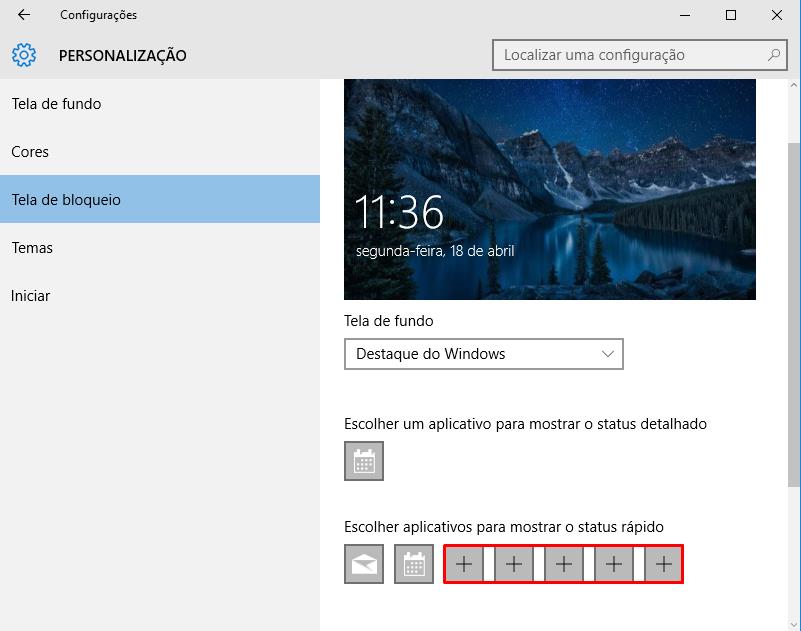 Configurações
PERSONALIZAÇÃO
Localizar uma configuração
Tela de fundo
Cores
Tela de bloqueio
Temas
Iniciar
11:36
segunda-feira, 18 de abril
Tela de fundo
Destaque do Windows
Escolher um aplicativo para mostrar o status detalhado
Escolher aplicativos para mostrar o status rápido